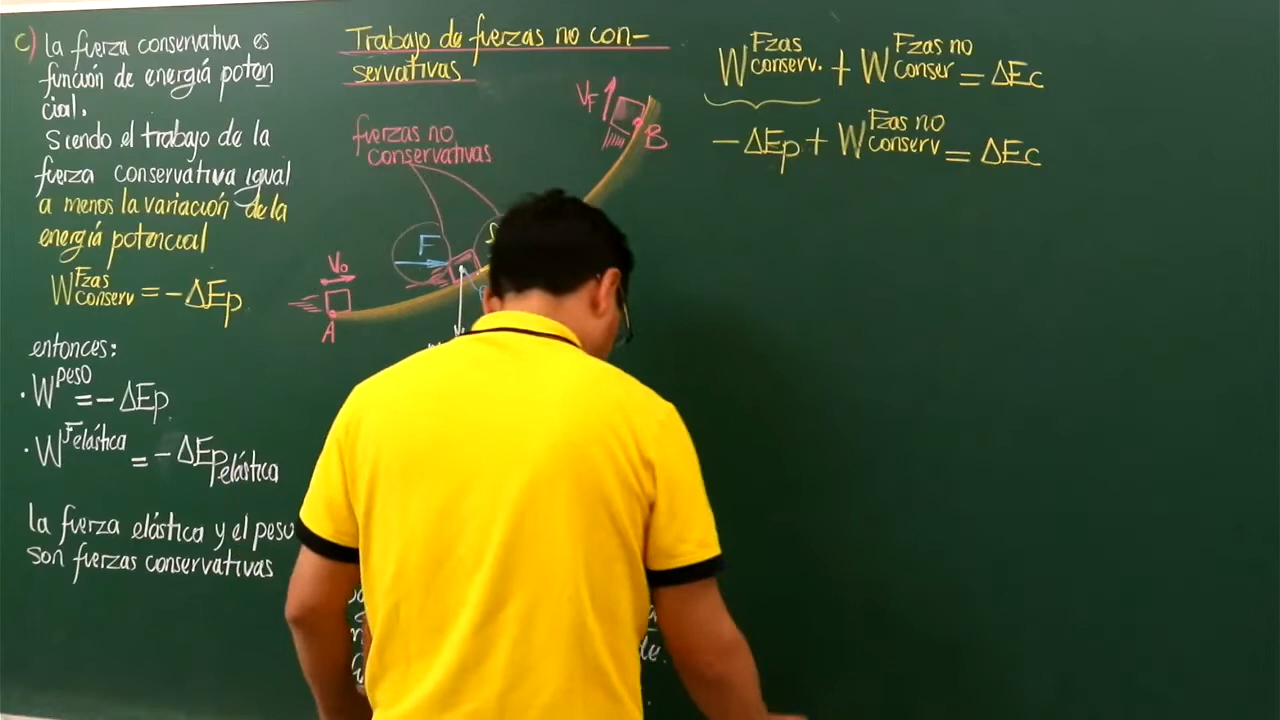 c) la fuerza conservativa es
función de energiá poten
cial.
Siendo el trabajo de la
fuerza conservativa igual
a menos la variación de la
energiá potencial
W Fzas conserv = -ΔEp
entonces:
· W peso = - ΔEp
· W Felástica = - ΔEp elástica
la fuerza elástica y el peso
son fuerzas conservativas
Trabajo de fuerzas no con-
servativas
fuerzas no
conservativas
VF
B
F
Vo
A
W Fzas conserv. + W Fzas no conser = ΔEc
- ΔEp + W Fzas no conserv = ΔEc